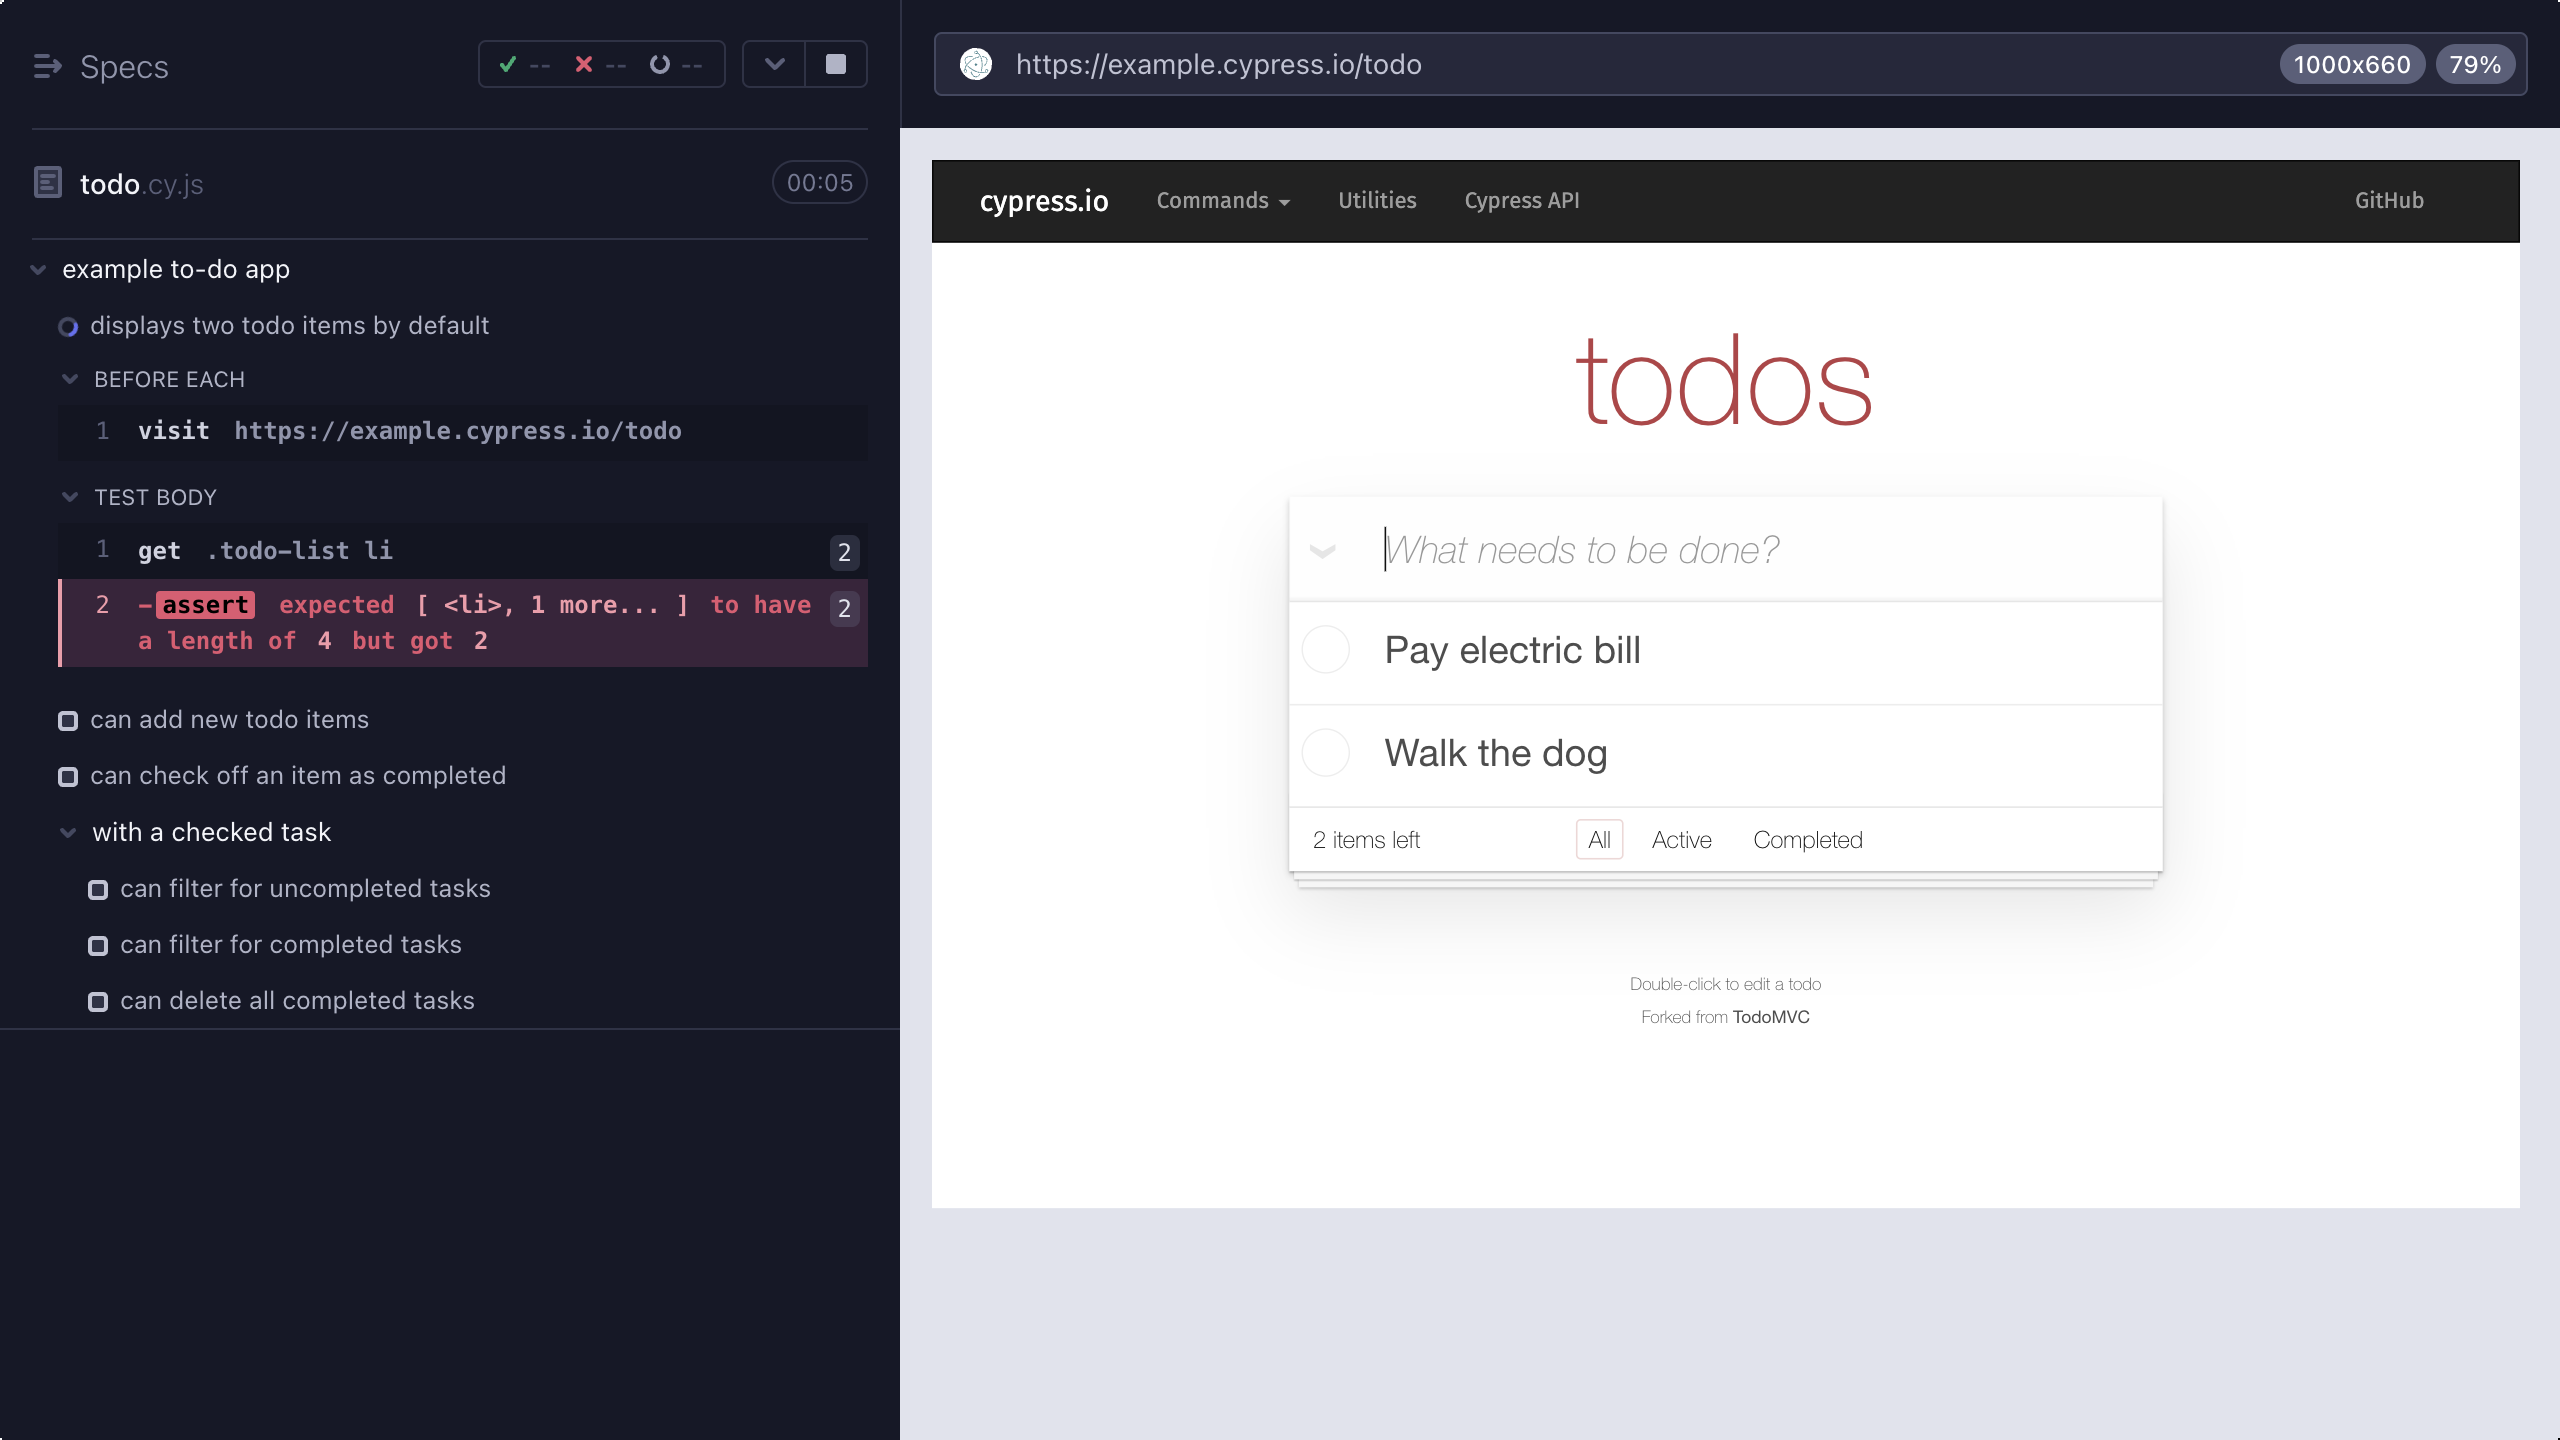 Specs
-- -- --
todo.cy.js
00:05
example to-do app
displays two todo items by default
BEFORE EACH
1 visit https://example.cypress.io/todo
TEST BODY
1 get .todo-list li 2
2 -assert expected [ <li>, 1 more... ] to have 2
a length of 4 but got 2
can add new todo items
can check off an item as completed
with a checked task
can filter for uncompleted tasks
can filter for completed tasks
can delete all completed tasks
https://example.cypress.io/todo
1000x660 79%
cypress.io Commands Utilities Cypress API GitHub
todos
What needs to be done?
Pay electric bill
Walk the dog
2 items left All Active Completed
Double-click to edit a todo
Forked from TodoMVC